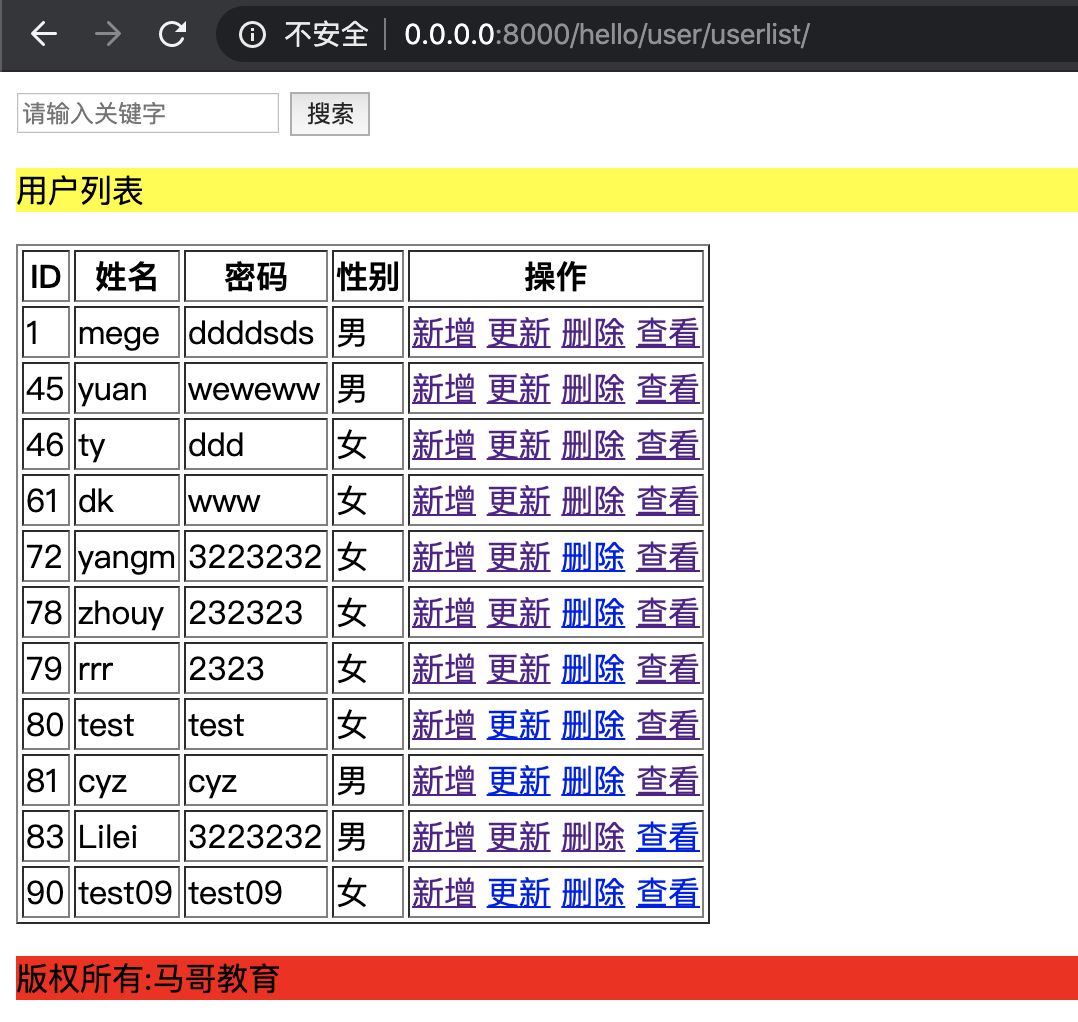 不安全 0.0.0.0:8000/hello/user/userlist/
请输入关键字 搜索
用户列表
ID 姓名 密码 性别 操作
1 mege ddddsds 男 新增 更新 删除 查看
45 yuan weweww 男 新增 更新 删除 查看
46 ty ddd 女 新增 更新 删除 查看
61 dk www 女 新增 更新 删除 查看
72 yangm 3223232 女 新增 更新 删除 查看
78 zhouy 232323 女 新增 更新 删除 查看
79 rrr 2323 女 新增 更新 删除 查看
80 test test 女 新增 更新 删除 查看
81 cyz cyz 男 新增 更新 删除 查看
83 Lilei 3223232 男 新增 更新 删除 查看
90 test09 test09 女 新增 更新 删除 查看
版权所有:马哥教育